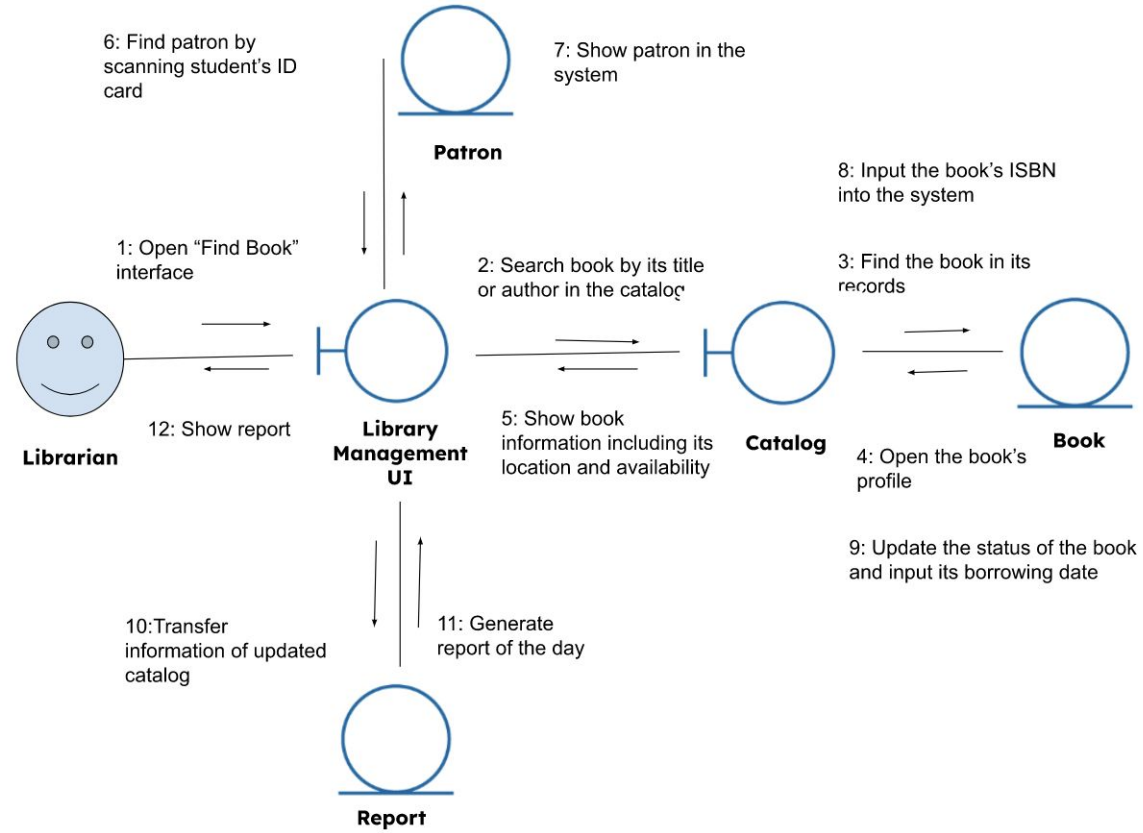 6: Find patron by
scanning student's ID
card
7: Show patron in the
system
Patron
8: Input the book's ISBN
into the system
1: Open “Find Book”
interface
2: Search book by its title
or author in the catalog
3: Find the book in its
records
12: Show report
Librarian
Library
Management
UI
5: Show book
information including its
location and availability
Catalog
Book
4: Open the book's
profile
9: Update the status of the book
and input its borrowing date
10:Transfer
information of updated
catalog
11: Generate
report of the day
Report